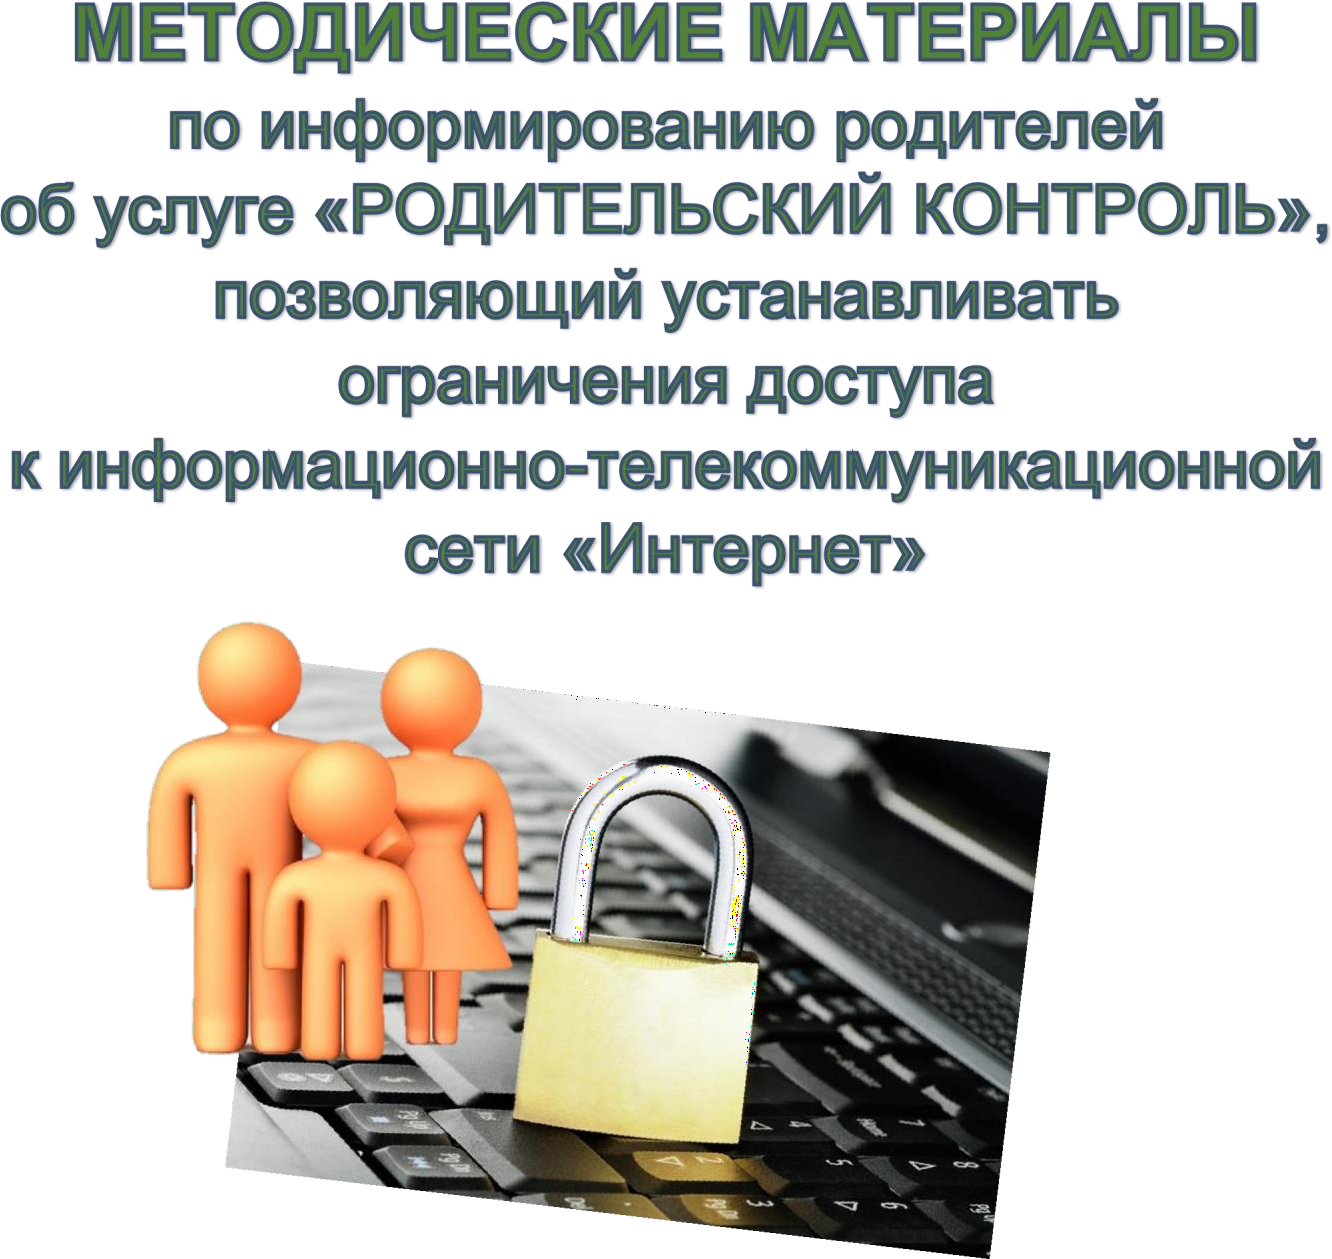 МЕТОДИЧЕСКИЕ МАТЕРИАЛЫ
по информированию родителей
об услуге «РОДИТЕЛЬСКИЙ КОНТРОЛЬ»,
позволяющий устанавливать
ограничения доступа
к информационно-телекоммуникационной
сети «Интернет»